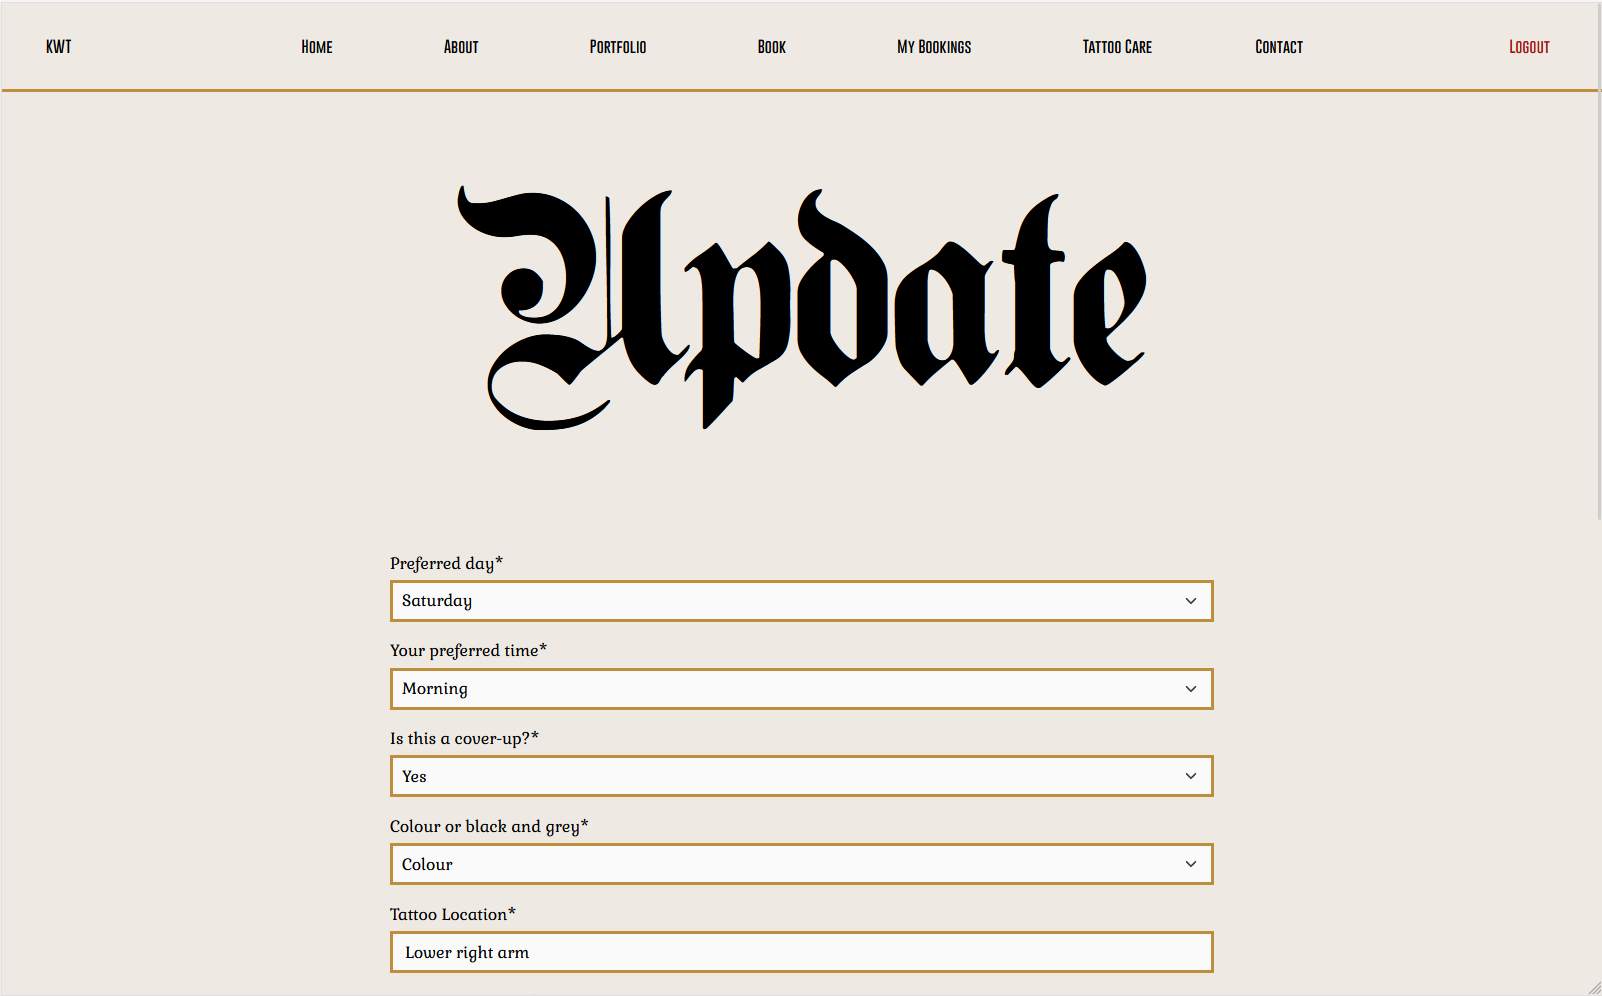 KWT Home About Portfolio Book My Bookings Tattoo Care Contact Logout
Update
Preferred day*
Saturday
Your preferred time*
Morning
Is this a cover-up?*
Yes
Colour or black and grey*
Colour
Tattoo Location*
Lower right arm